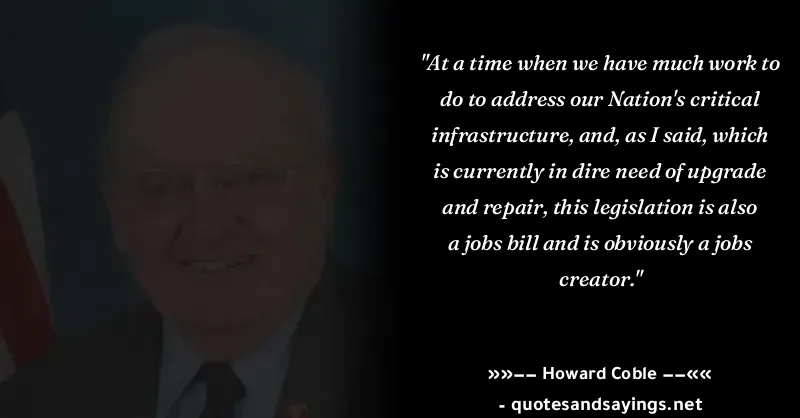 "At a time when we have much work to
do to address our Nation's critical
infrastructure, and, as I said, which
is currently in dire need of upgrade
and repair, this legislation is also
a jobs bill and is obviously a jobs
creator."
»»−− Howard Coble −−««
- quotesandsayings.net